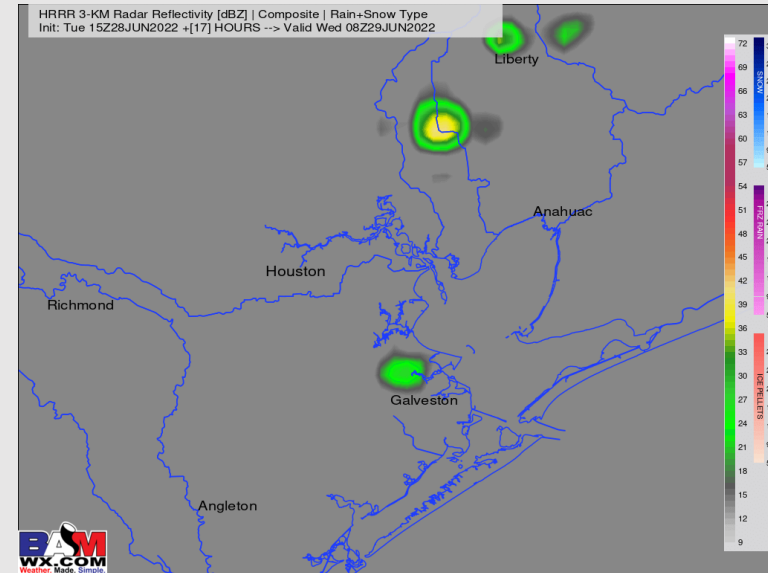 HRRR 3-KM Radar Reflectivity [dBZ] | Composite | Rain+Snow Type
Init: Tue 15Z28JUN2022 +[17] HOURS --> Valid Wed 08Z29JUN2022
Liberty
Anahuac
Houston
Richmond
Galveston
Angleton
72
69
66
63
60
57
54
51
48
45
42
39
36
33
30
27
24
21
18
15
12
9
SNOW
FRZ RAIN
ICE PELLETS
BAM
WX.COM
Weather. Made. Simple.